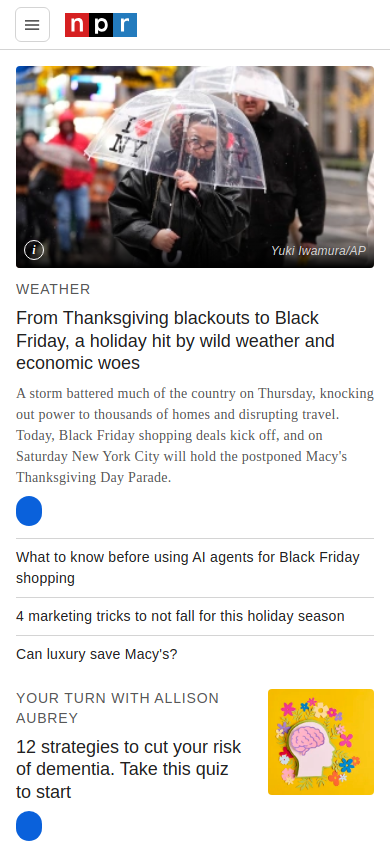 npr
I NY
i
Yuki Iwamura/AP
WEATHER
From Thanksgiving blackouts to Black
Friday, a holiday hit by wild weather and
economic woes
A storm battered much of the country on Thursday, knocking
out power to thousands of homes and disrupting travel.
Today, Black Friday shopping deals kick off, and on
Saturday New York City will hold the postponed Macy's
Thanksgiving Day Parade.
What to know before using AI agents for Black Friday
shopping
4 marketing tricks to not fall for this holiday season
Can luxury save Macy's?
YOUR TURN WITH ALLISON
AUBREY
12 strategies to cut your risk
of dementia. Take this quiz
to start